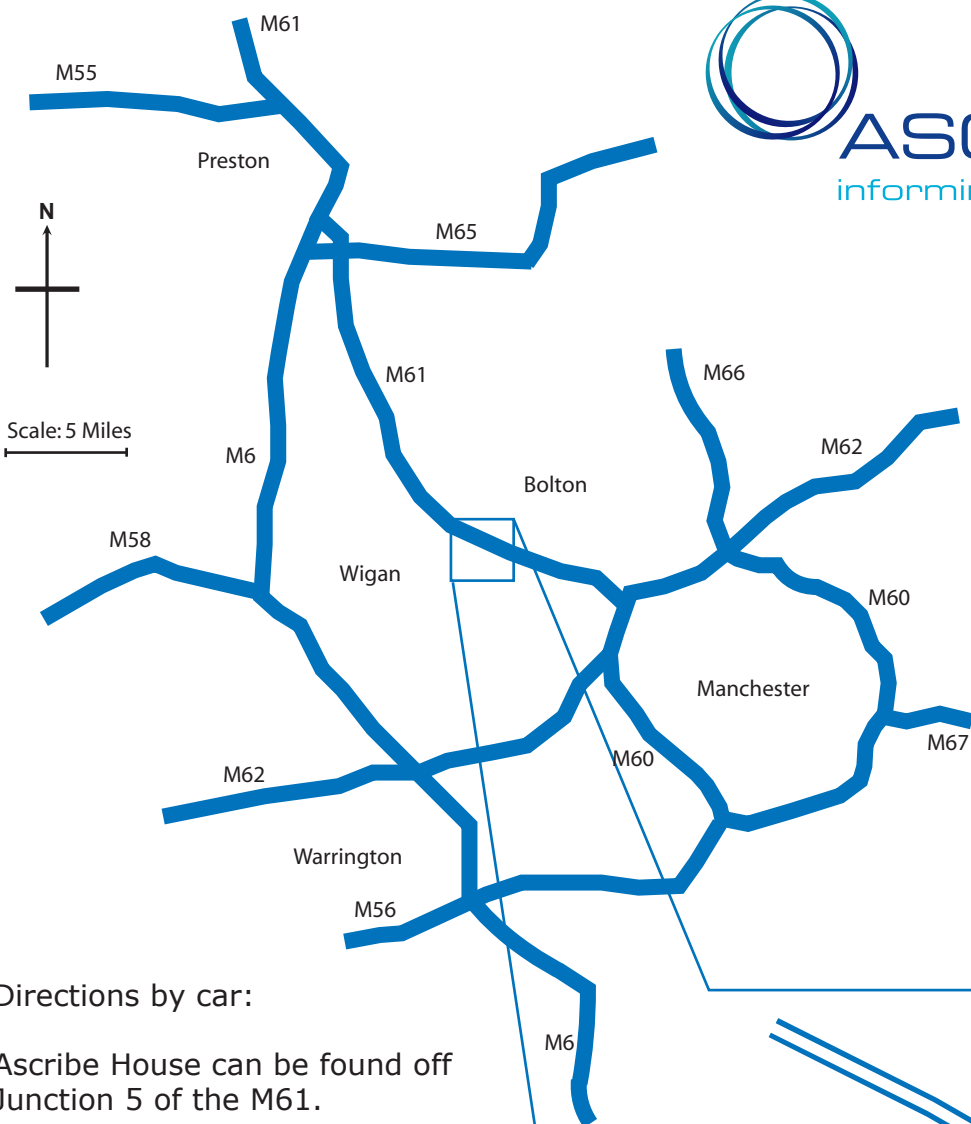 M61
M55
Preston
N
M65
M61
M66
Scale: 5 Miles
M6
M62
Bolton
M58
Wigan
M60
Manchester
M67
M62
M60
Warrington
M56
Directions by car:
M6
Ascribe House can be found off
Junction 5 of the M61.